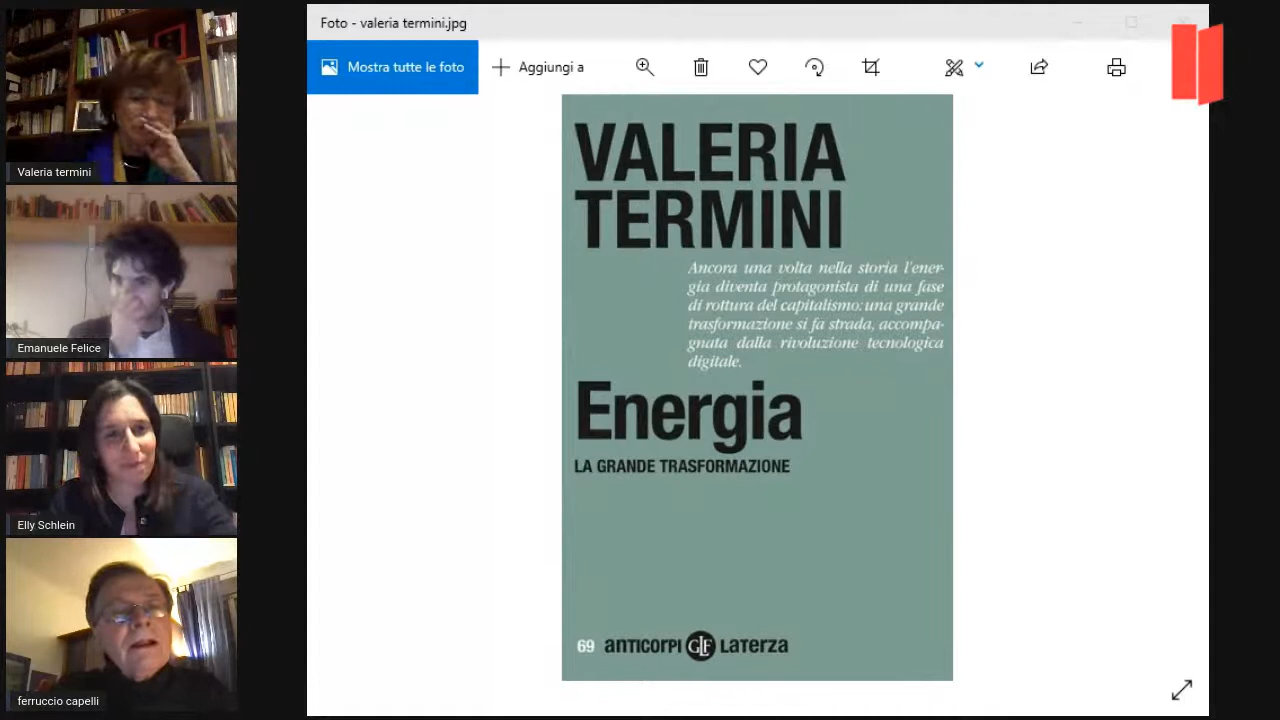 Foto - valeria termini.jpg
Mostra tutte le foto
Aggiungi a
Valeria termini
Emanuele Felice
Elly Schlein
ferruccio capelli
VALERIA
TERMINI
Ancora una volta nella storia l'ener-
gia diventa protagonista di una fase
di rottura del capitalismo: una grande
trasformazione si fa strada, accompa-
gnata dalla rivoluzione tecnologica
digitale.
Energia
LA GRANDE TRASFORMAZIONE
69 anticorpi GLF Laterza